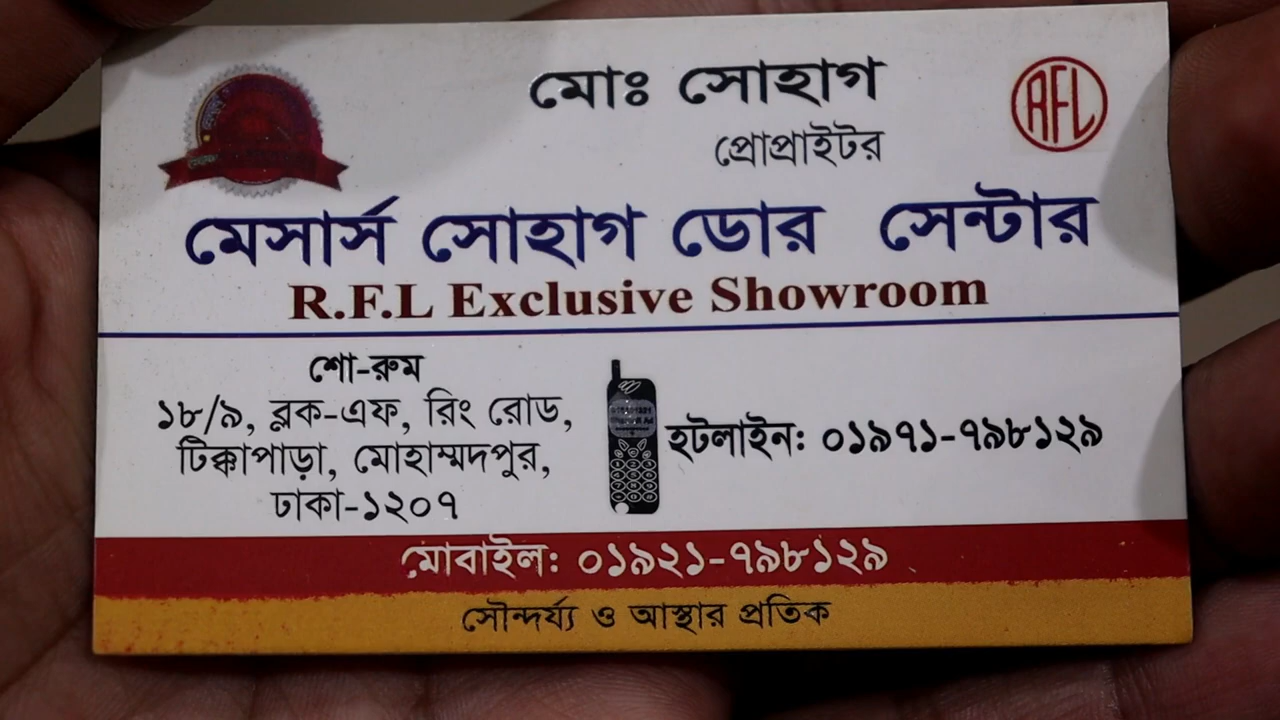 মোঃ সোহাগ
RFL
প্রোপ্রাইটর
মেসার্স সোহাগ ডোর সেন্টার
R.F.L Exclusive Showroom
শো-রুম
১৮/৯, ব্লক-এফ, রিং রোড,
টিক্কাপাড়া, মোহাম্মদপুর,
ঢাকা-১২০৭
হটলাইন: ০১৯৭১-৭৯৮১২৯
মোবাইল: ০১৯২১-৭৯৮১২৯
সৌন্দর্য্য ও আস্থার প্রতিক